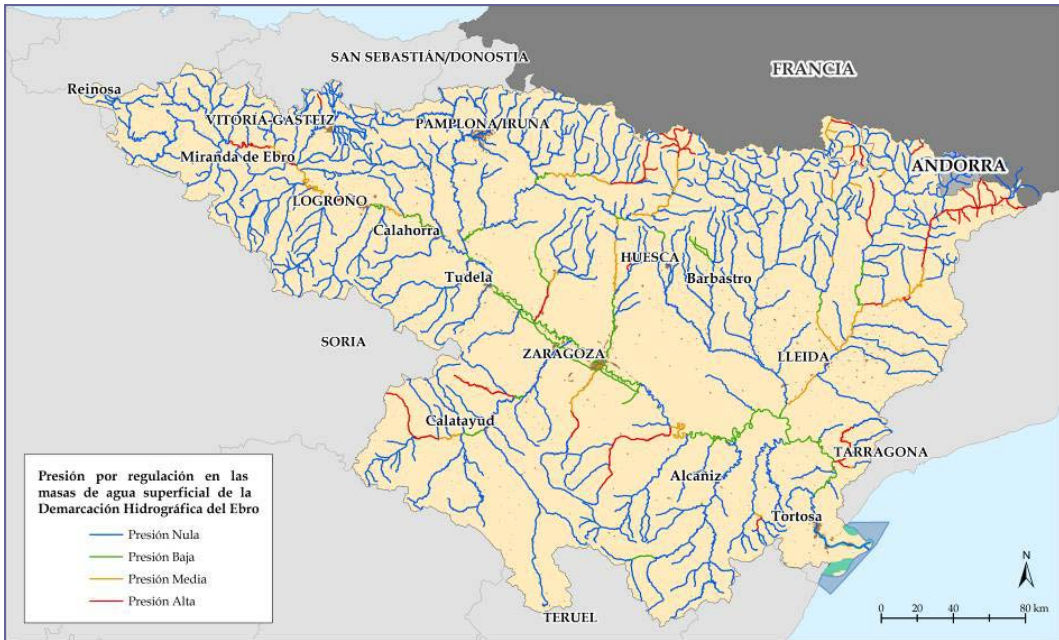 SAN SEBASTIÁN/DONOSTIA
FRANCIA
Reinosa
VITORIA-GASTEIZ
PAMPLONA/IRUÑA
Miranda de Ebro
ANDORRA
LOGROÑO
Calahorra
HUESCA
Tudela
Barbastro
SORIA
ZARAGOZA
LLEIDA
Calatayud
TARRAGONA
Alcañiz
Tortosa
TERUEL
Presión por regulación en las
masas de agua superficial de la
Demarcación Hidrográfica del Ebro
Presión Nula
Presión Baja
Presión Media
Presión Alta
N
0 20 40 80 km